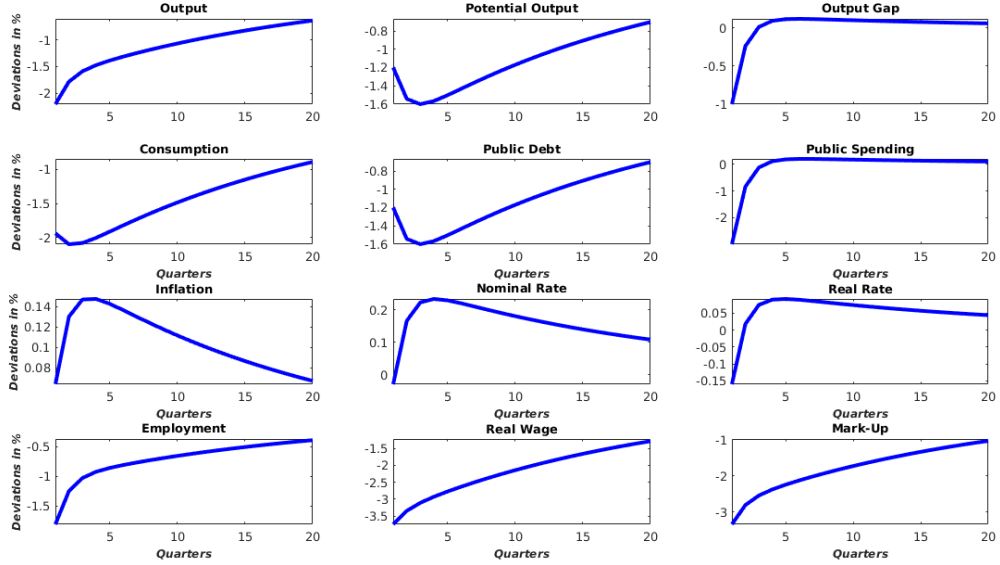 Output Potential Output Output Gap
Deviations in %
-1
-1.5
-2
5 10 15 20
-0.8
-1
-1.2
-1.4
-1.6
5 10 15 20
0
-0.5
-1
5 10 15 20
Consumption Public Debt Public Spending
Deviations in %
-1
-1.5
-2
5 10 15 20
Quarters
-0.8
-1
-1.2
-1.4
-1.6
5 10 15 20
Quarters
0
-1
-2
5 10 15 20
Inflation Nominal Rate Real Rate
Deviations in %
0.14
0.12
0.1
0.08
5 10 15 20
Quarters
0.2
0.1
0
5 10 15 20
Quarters
0.05
0
-0.05
-0.1
-0.15
5 10 15 20
Quarters
Employment Real Wage Mark-Up
Deviations in %
-0.5
-1
-1.5
5 10 15 20
Quarters
-1.5
-2
-2.5
-3
-3.5
5 10 15 20
Quarters
-1
-2
-3
5 10 15 20
Quarters